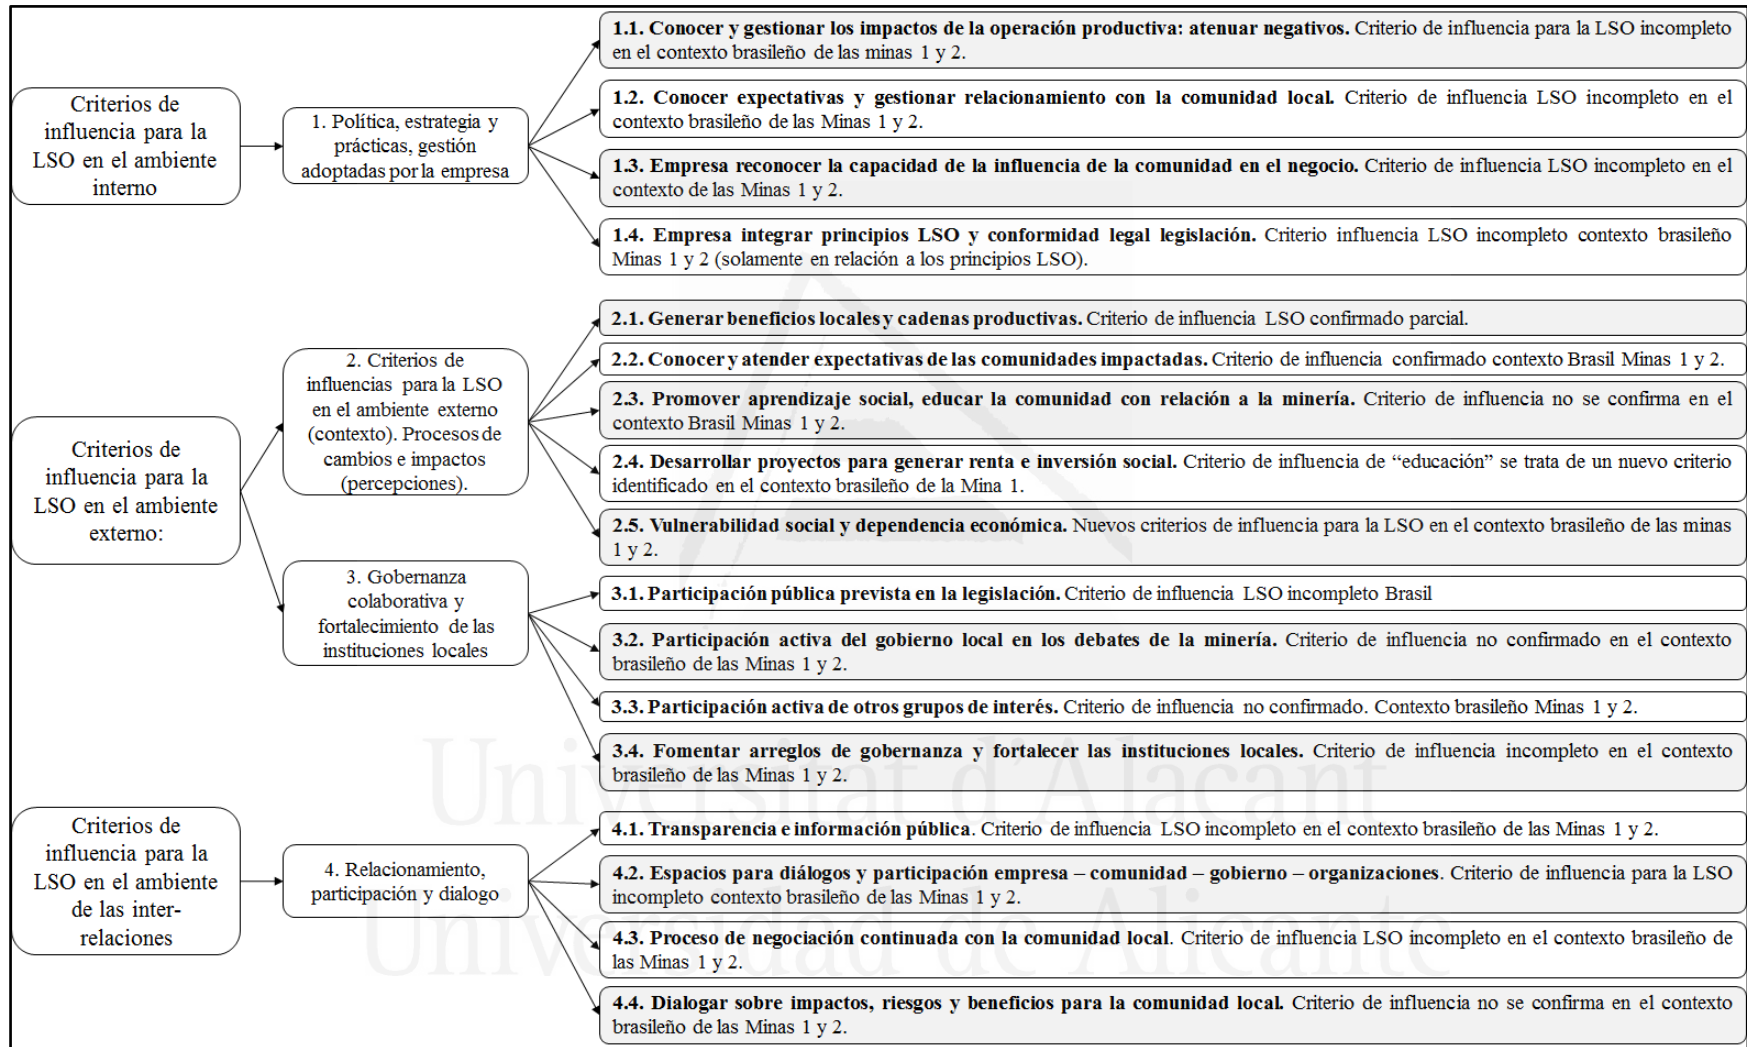 Criterios de
influencia para la
LSO en el ambiente
interno
1. Política, estrategia y
prácticas, gestión
adoptadas por la empresa
1.1. Conocer y gestionar los impactos de la operación productiva: atenuar negativos. Criterio de influencia para la LSO incompleto
en el contexto brasileño de las minas 1 y 2.
1.2. Conocer expectativas y gestionar relacionamiento con la comunidad local. Criterio de influencia LSO incompleto en el
contexto brasileño de las Minas 1 y 2.
1.3. Empresa reconocer la capacidad de la influencia de la comunidad en el negocio. Criterio de influencia LSO incompleto en el
contexto de las Minas 1 y 2.
1.4. Empresa integrar principios LSO y conformidad legal legislación. Criterio influencia LSO incompleto contexto brasileño
Minas 1 y 2 (solamente en relación a los principios LSO).
Criterios de
influencia para la
LSO en el ambiente
externo:
2. Criterios de
influencias para la LSO
en el ambiente externo
(contexto). Procesos de
cambios e impactos
(percepciones).
2.1. Generar beneficios locales y cadenas productivas. Criterio de influencia LSO confirmado parcial.
2.2. Conocer y atender expectativas de las comunidades impactadas. Criterio de influencia confirmado contexto Brasil Minas 1 y 2.
2.3. Promover aprendizaje social, educar la comunidad con relación a la minería. Criterio de influencia no se confirma en el
contexto Brasil Minas 1 y 2.
2.4. Desarrollar proyectos para generar renta e inversión social. Criterio de influencia de “educación” se trata de un nuevo criterio
identificado en el contexto brasileño de la Mina 1.
2.5. Vulnerabilidad social y dependencia económica. Nuevos criterios de influencia para la LSO en el contexto brasileño de las minas
1 y 2.
3. Gobernanza
colaborativa y
fortalecimiento de las
instituciones locales
3.1. Participación pública prevista en la legislación. Criterio de influencia LSO incompleto Brasil
3.2. Participación activa del gobierno local en los debates de la minería. Criterio de influencia no confirmado en el contexto
brasileño de las Minas 1 y 2.
3.3. Participación activa de otros grupos de interés. Criterio de influencia no confirmado. Contexto brasileño Minas 1 y 2.
3.4. Fomentar arreglos de gobernanza y fortalecer las instituciones locales. Criterio de influencia incompleto en el contexto
brasileño de las Minas 1 y 2.
Criterios de
influencia para la
LSO en el ambiente
de las inter-
relaciones
4. Relacionamiento,
participación y dialogo
4.1. Transparencia e información pública. Criterio de influencia LSO incompleto en el contexto brasileño de las Minas 1 y 2.
4.2. Espacios para diálogos y participación empresa – comunidad – gobierno – organizaciones. Criterio de influencia para la LSO
incompleto contexto brasileño de las Minas 1 y 2.
4.3. Proceso de negociación continuada con la comunidad local. Criterio de influencia LSO incompleto en el contexto brasileño de
las Minas 1 y 2.
4.4. Dialogar sobre impactos, riesgos y beneficios para la comunidad local. Criterio de influencia no se confirma en el contexto
brasileño de las Minas 1 y 2.
Universitat d'Alacant
Universidad de Alicante